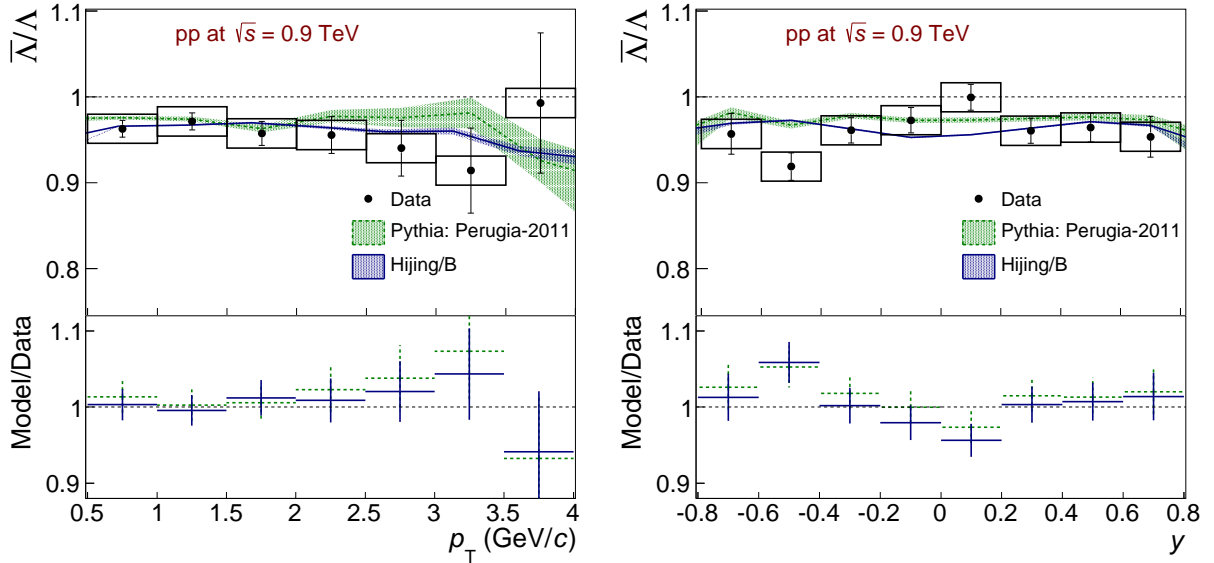 1.1
pp at √s = 0.9 TeV
Λ̅/Λ
1
0.9
Data
Pythia: Perugia-2011
Hijing/B
0.8
1.1
Model/Data
1
0.9
0.5 1 1.5 2 2.5 3 3.5 4
p_T (GeV/c)
1.1
pp at √s = 0.9 TeV
Λ̅/Λ
1
0.9
Data
Pythia: Perugia-2011
Hijing/B
0.8
1.1
Model/Data
1
0.9
-0.8 -0.6 -0.4 -0.2 0 0.2 0.4 0.6 0.8
y